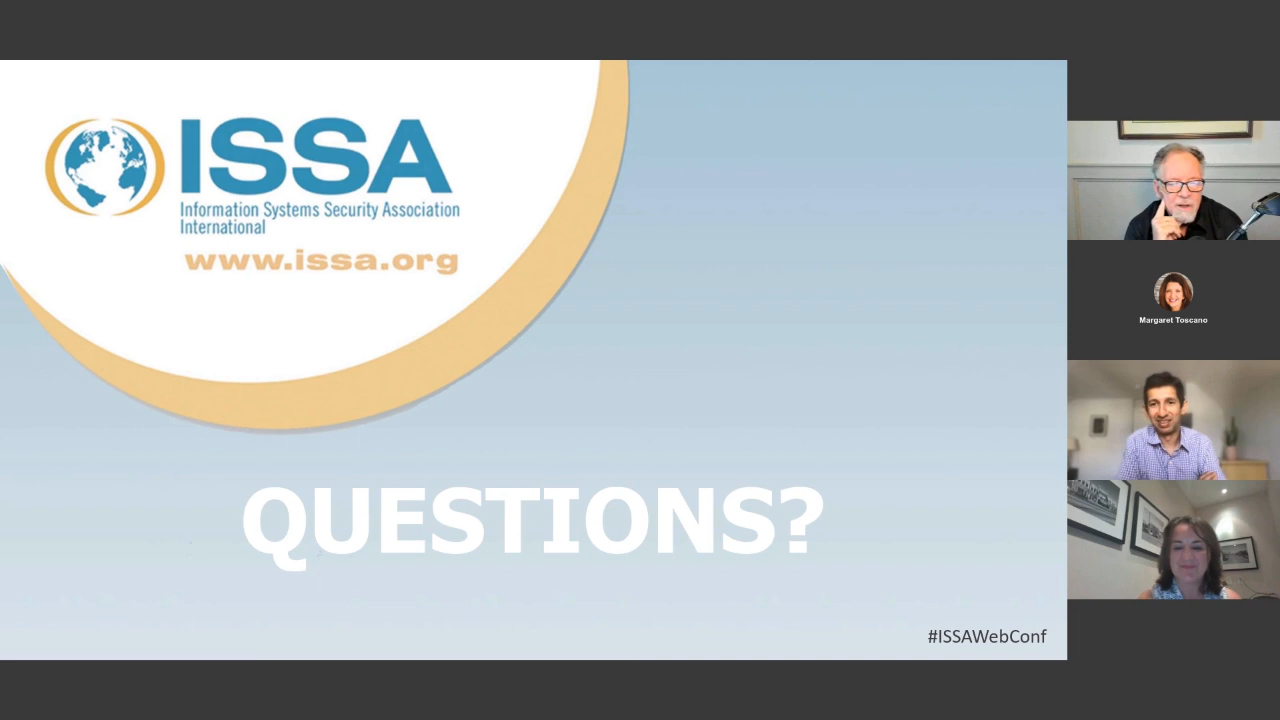 ISSA
Information Systems Security Association
International
www.issa.org
QUESTIONS?
#ISSAWebConf
Margaret Toscano